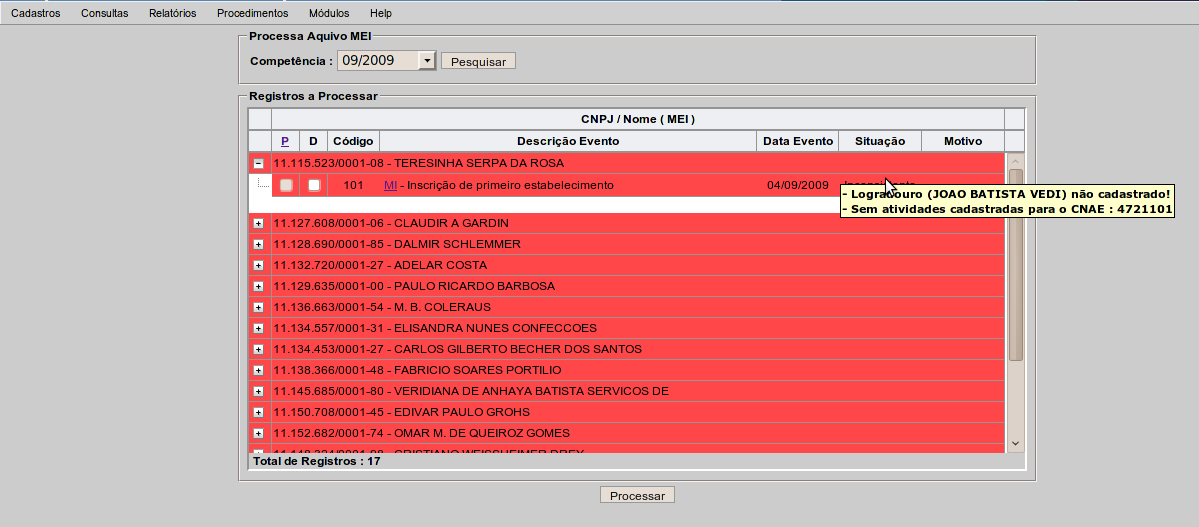 Cadastros Consultas Relatórios Procedimentos Módulos Help
Processa Aquivo MEI
Competência : 09/2009 Pesquisar
Registros a Processar
CNPJ / Nome ( MEI )
P D Código Descrição Evento Data Evento Situação Motivo
11.115.523/0001-08 - TERESINHA SERPA DA ROSA
101 MI - Inscrição de primeiro estabelecimento 04/09/2009
- Logradouro (JOAO BATISTA VEDI) não cadastrado!
- Sem atividades cadastradas para o CNAE : 4721101
11.127.608/0001-06 - CLAUDIR A GARDIN
11.128.690/0001-85 - DALMIR SCHLEMMER
11.132.720/0001-27 - ADELAR COSTA
11.129.635/0001-00 - PAULO RICARDO BARBOSA
11.136.663/0001-54 - M. B. COLERAUS
11.134.557/0001-31 - ELISANDRA NUNES CONFECCOES
11.134.453/0001-27 - CARLOS GILBERTO BECHER DOS SANTOS
11.138.366/0001-48 - FABRICIO SOARES PORTILIO
11.145.685/0001-80 - VERIDIANA DE ANHAYA BATISTA SERVICOS DE
11.150.708/0001-45 - EDIVAR PAULO GROHS
11.152.682/0001-74 - OMAR M. DE QUEIROZ GOMES
Total de Registros : 17
Processar